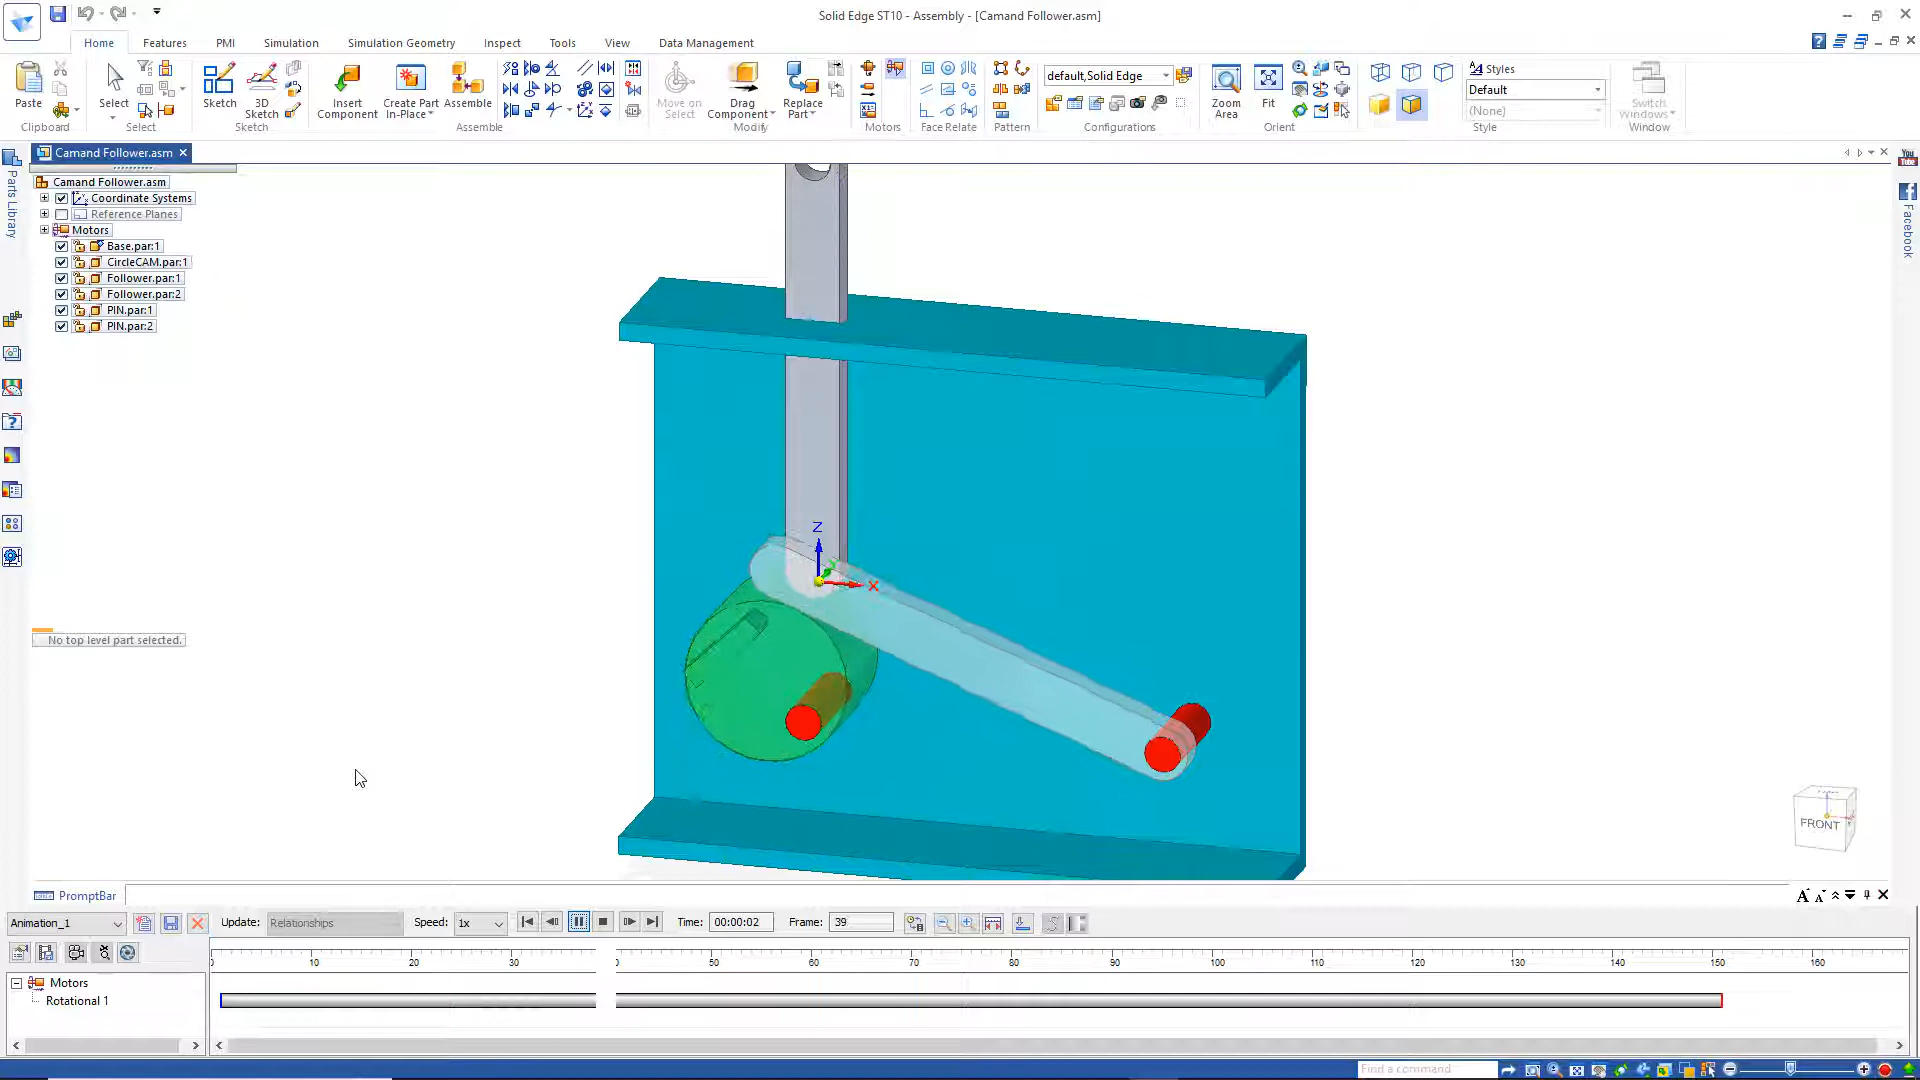 Solid Edge ST10 - Assembly - [Camand Follower.asm]
Home Features PMI Simulation Simulation Geometry Inspect Tools View Data Management
Paste
Clipboard
Select
Select
Sketch
3D Sketch
Sketch
Insert Component
Create Part In-Place
Assemble
Assemble
Move on Select
Drag Component
Replace Part
Modify
Motors
Face Relate
Pattern
default,Solid Edge
Configurations
Zoom Area
Fit
Orient
Styles
Default
(None)
Style
Switch Windows
Window
Camand Follower.asm
Parts Library
You Tube
Facebook
Camand Follower.asm
Coordinate Systems
Reference Planes
Motors
Base.par:1
CircleCAM.par:1
Follower.par:1
Follower.par:2
PIN.par:1
PIN.par:2
No top level part selected.
Z
X
FRONT
PromptBar
Animation_1
Update: Relationships
Speed: 1x
Time: 00:00:02
Frame: 39
10 20 30 50 60 70 80 90 100 110 120 130 140 150 160
Motors
Rotational 1
Find a command